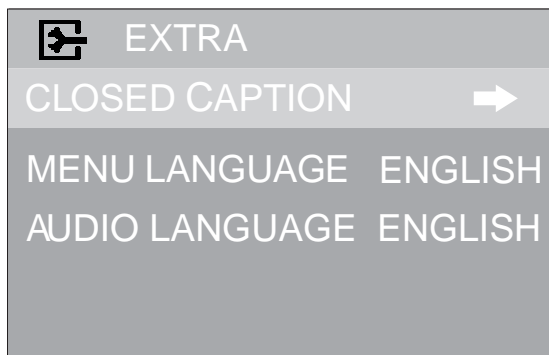 EXTRA
CLOSED CAPTION
MENU LANGUAGE ENGLISH
AUDIO LANGUAGE ENGLISH